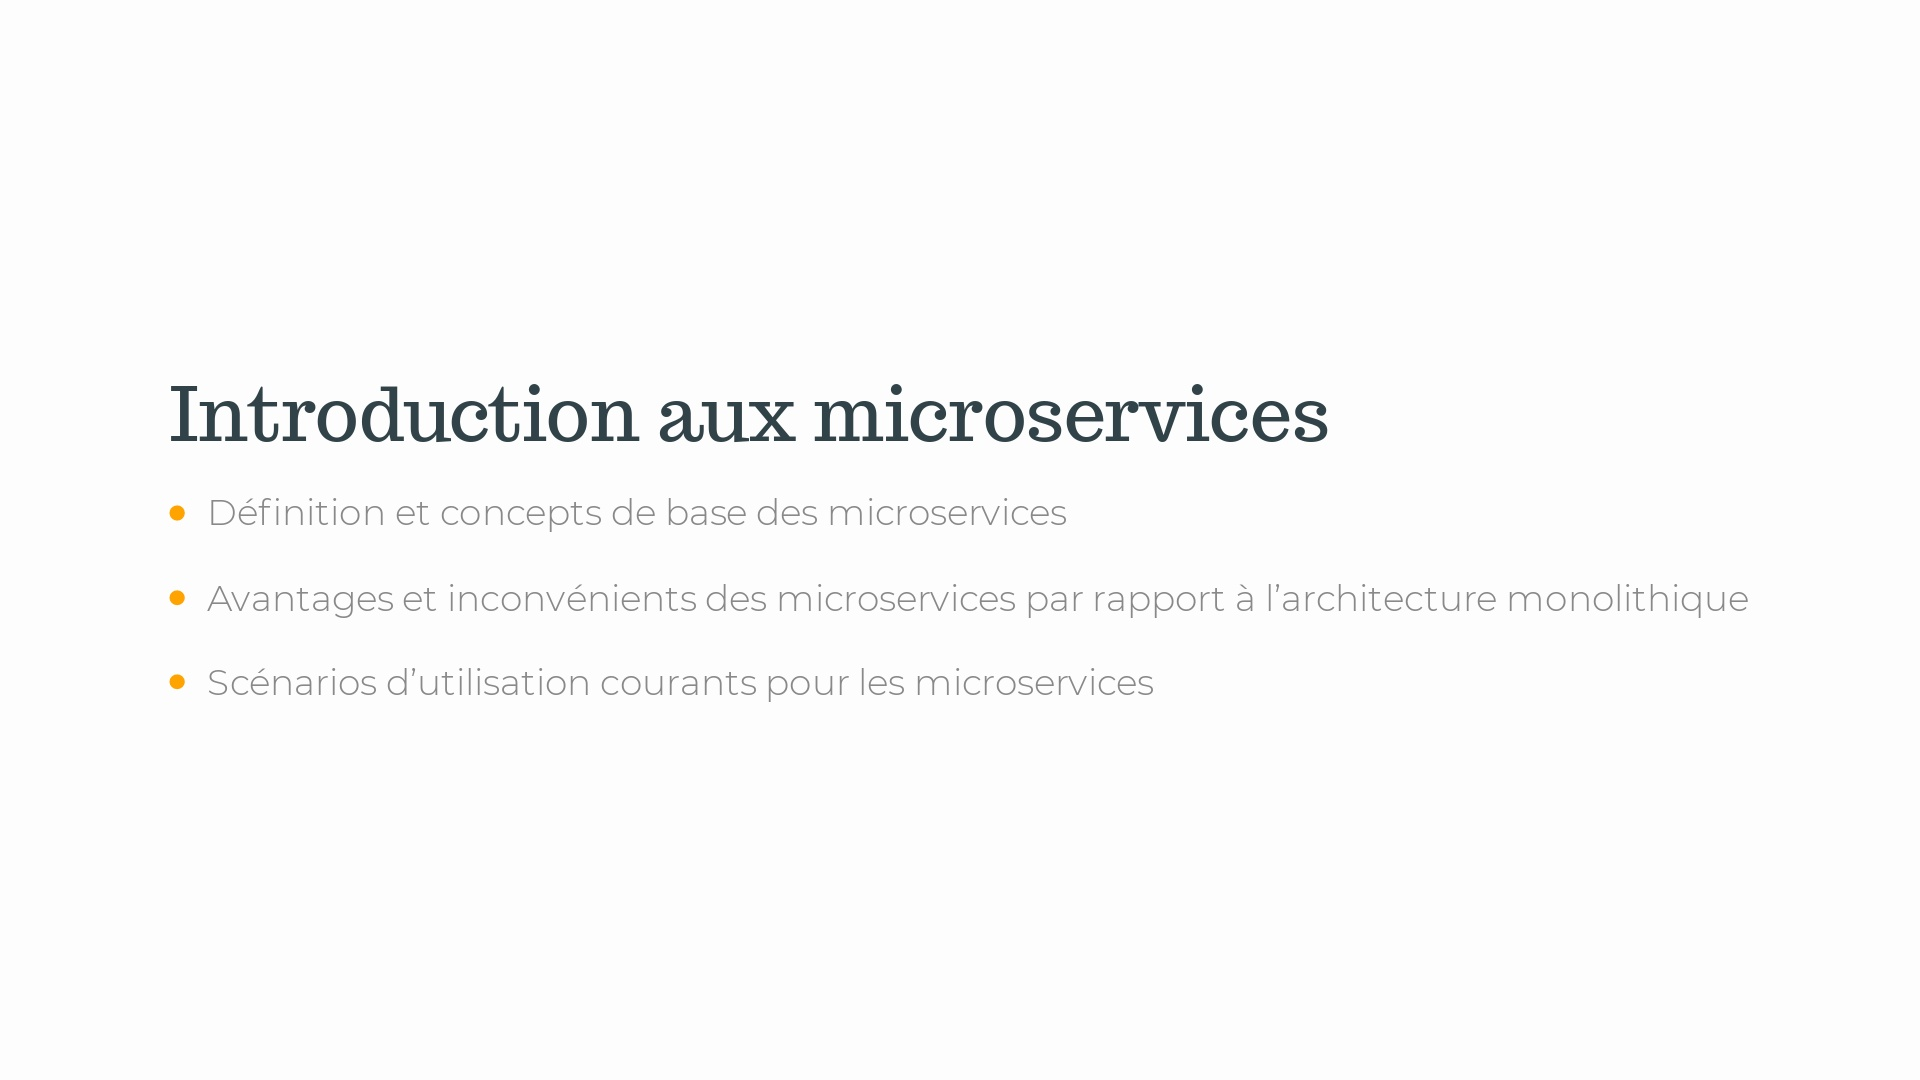 Introduction aux microservices
Définition et concepts de base des microservices
Avantages et inconvénients des microservices par rapport à l’architecture monolithique
Scénarios d’utilisation courants pour les microservices